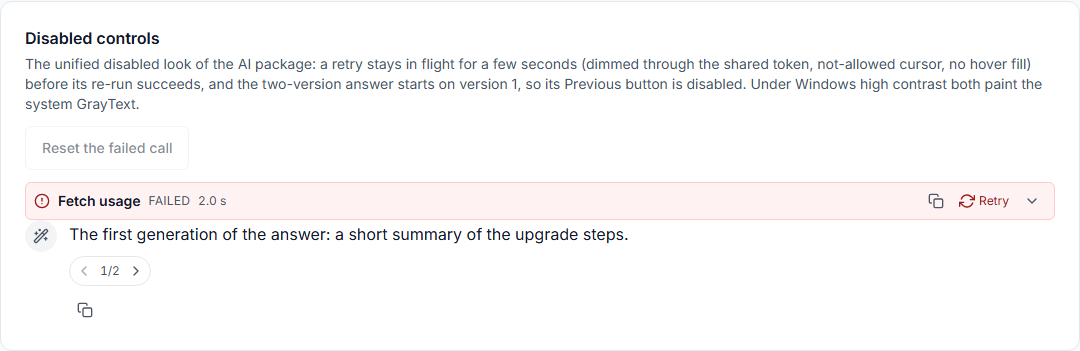 Disabled controls
The unified disabled look of the AI package: a retry stays in flight for a few seconds (dimmed through the shared token, not-allowed cursor, no hover fill)
before its re-run succeeds, and the two-version answer starts on version 1, so its Previous button is disabled. Under Windows high contrast both paint the
system GrayText.
Reset the failed call
Fetch usage FAILED 2.0 s Retry
The first generation of the answer: a short summary of the upgrade steps.
1/2